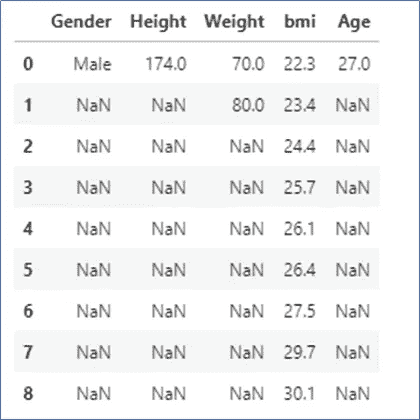 Gender Height Weight bmi Age
0 Male 174.0 70.0 22.3 27.0
1 NaN NaN 80.0 23.4 NaN
2 NaN NaN NaN 24.4 NaN
3 NaN NaN NaN 25.7 NaN
4 NaN NaN NaN 26.1 NaN
5 NaN NaN NaN 26.4 NaN
6 NaN NaN NaN 27.5 NaN
7 NaN NaN NaN 29.7 NaN
8 NaN NaN NaN 30.1 NaN